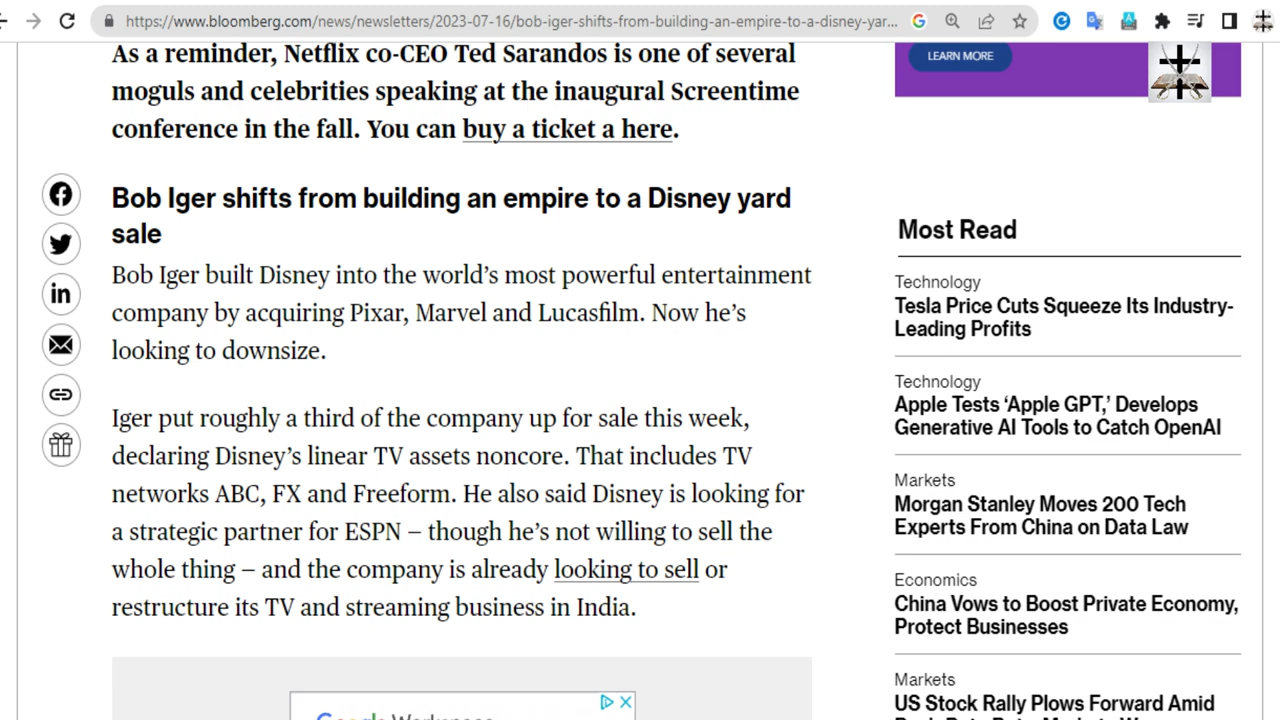 https://www.bloomberg.com/news/newsletters/2023-07-16/bob-iger-shifts-from-building-an-empire-to-a-disney-yar...
As a reminder, Netflix co-CEO Ted Sarandos is one of several
moguls and celebrities speaking at the inaugural Screentime
conference in the fall. You can buy a ticket a here.
LEARN MORE
Bob Iger shifts from building an empire to a Disney yard
sale
Bob Iger built Disney into the world's most powerful entertainment
company by acquiring Pixar, Marvel and Lucasfilm. Now he's
looking to downsize.
Iger put roughly a third of the company up for sale this week,
declaring Disney's linear TV assets noncore. That includes TV
networks ABC, FX and Freeform. He also said Disney is looking for
a strategic partner for ESPN – though he's not willing to sell the
whole thing – and the company is already looking to sell or
restructure its TV and streaming business in India.
Most Read
Technology
Tesla Price Cuts Squeeze Its Industry-
Leading Profits
Technology
Apple Tests 'Apple GPT,' Develops
Generative AI Tools to Catch OpenAI
Markets
Morgan Stanley Moves 200 Tech
Experts From China on Data Law
Economics
China Vows to Boost Private Economy,
Protect Businesses
Markets
US Stock Rally Plows Forward Amid
Google Workspace